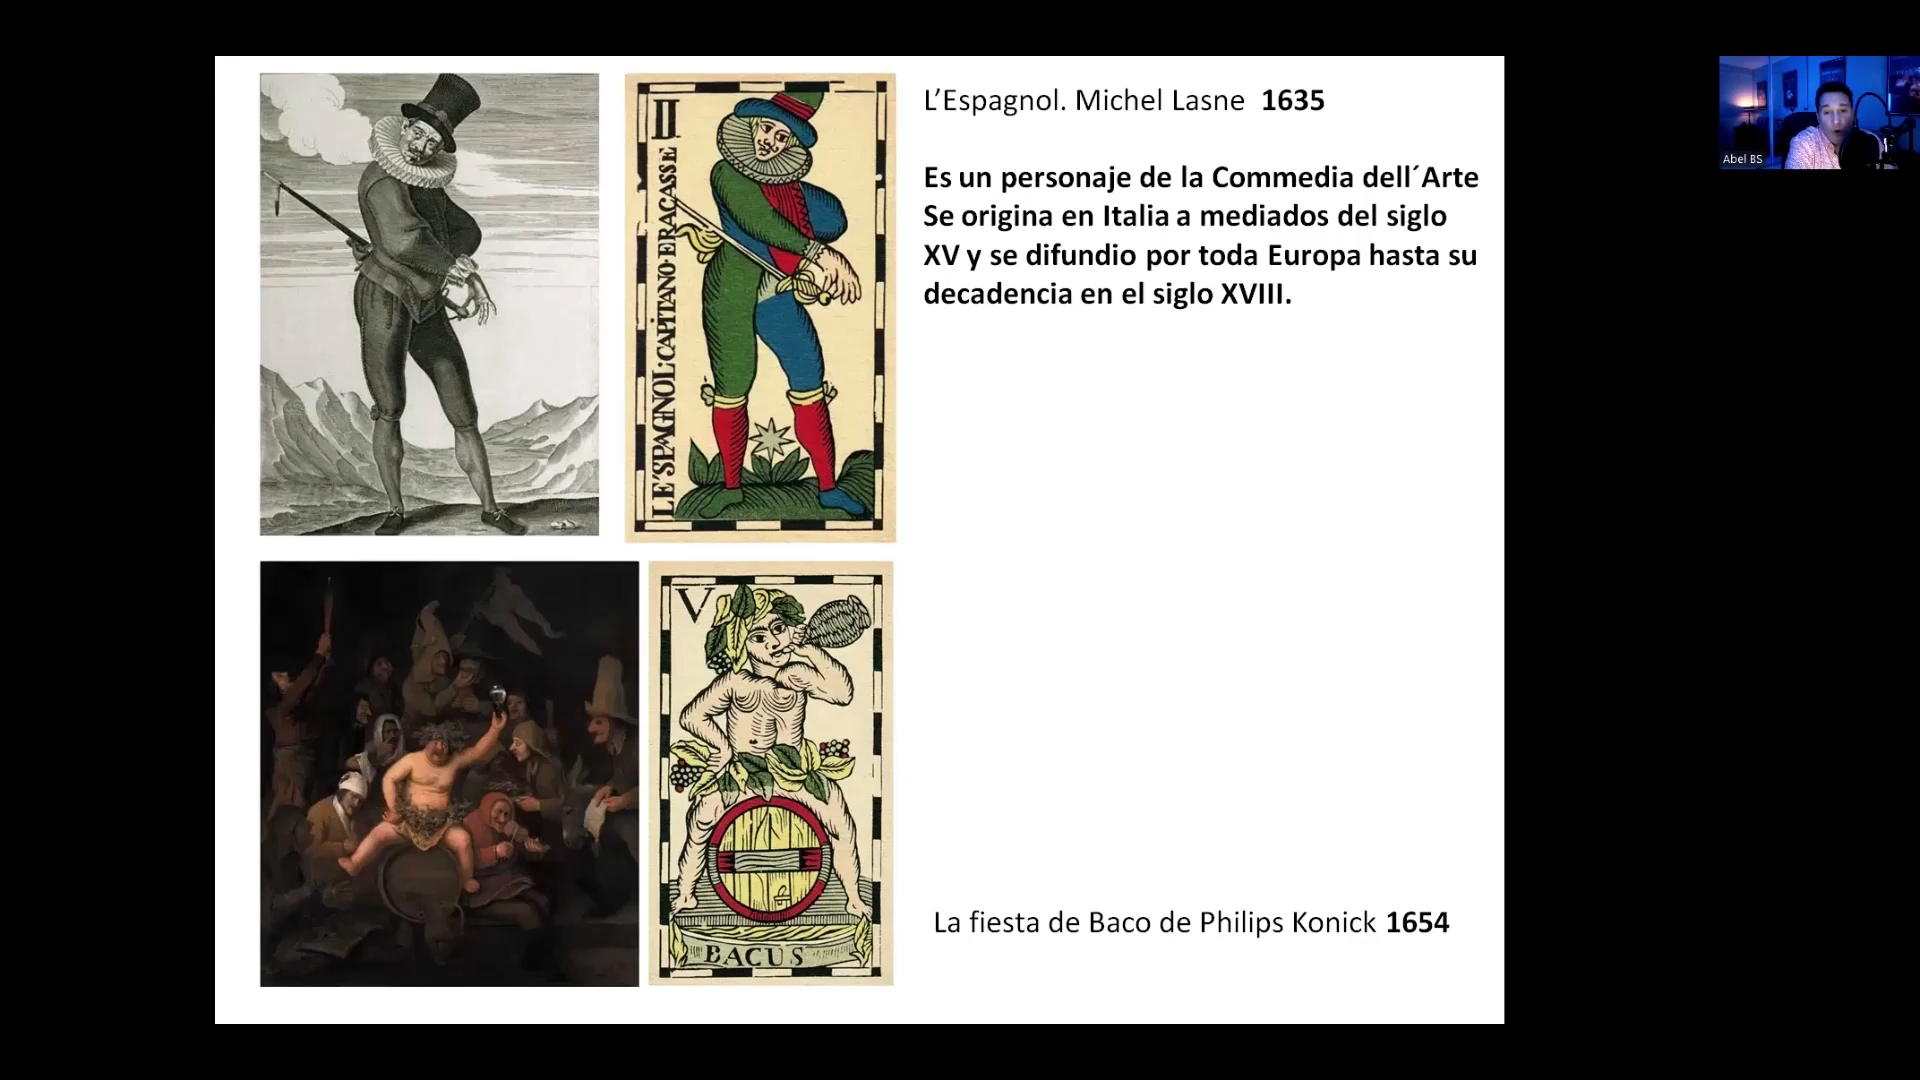 II
LE'SPAGNOL·CAPITANO·ERACASSE
L’Espagnol. Michel Lasne 1635
Es un personaje de la Commedia dell´Arte
Se origina en Italia a mediados del siglo
XV y se difundio por toda Europa hasta su
decadencia en el siglo XVIII.
Abel BS
V
BACUS
La fiesta de Baco de Philips Konick 1654